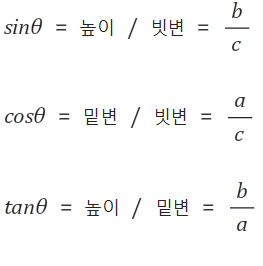 sinθ = 높이 / 빗변 = b/c
cosθ = 밑변 / 빗변 = a/c
tanθ = 높이 / 밑변 = b/a